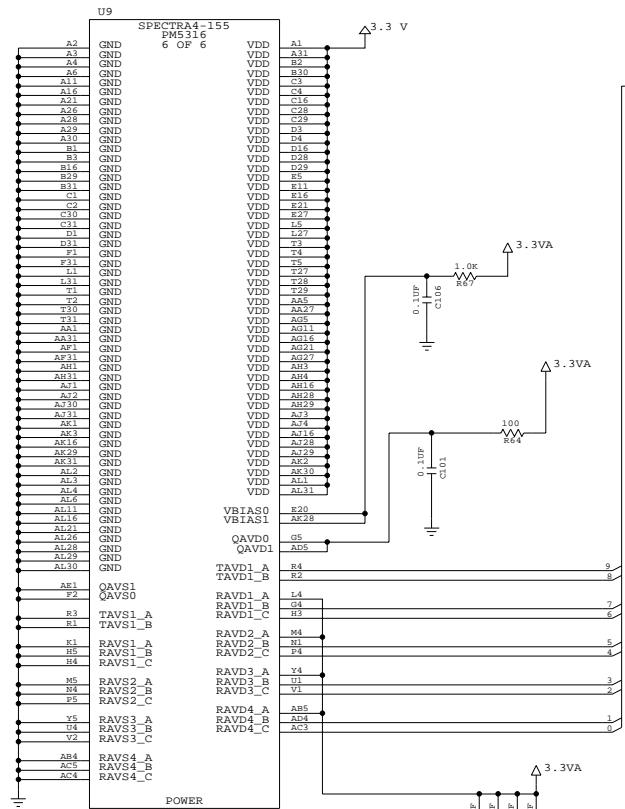 U9
SPECTRA4-155
PM5316
6 OF 6
3.3 V
A2 GND VDD A1
A3 GND VDD A31
A4 GND VDD B2
A6 GND VDD B30
A11 GND VDD C3
A16 GND VDD C4
A21 GND VDD C16
A26 GND VDD C28
A28 GND VDD C29
A29 GND VDD D3
A30 GND VDD D4
B1 GND VDD D16
B3 GND VDD D28
B16 GND VDD D29
B29 GND VDD E5
B31 GND VDD E11
C1 GND VDD E16
C2 GND VDD E21
C30 GND VDD E27
C31 GND VDD L5
D1 GND VDD L27
D31 GND VDD T3
F1 GND VDD T4
F31 GND VDD T5
L1 GND VDD T27
L31 GND VDD T28
T1 GND VDD T29
T2 GND VDD AA5
T30 GND VDD AA27
T31 GND VDD AG5
AA1 GND VDD AG11
AA31 GND VDD AG16
AF1 GND VDD AG21
AF31 GND VDD AG27
AH1 GND VDD AH3
AH31 GND VDD AH4
AJ1 GND VDD AH16
AJ2 GND VDD AH28
AJ30 GND VDD AH29
AJ31 GND VDD AJ3
AK1 GND VDD AJ4
AK3 GND VDD AJ16
AK16 GND VDD AJ28
AK29 GND VDD AJ29
AK31 GND VDD AK2
AL2 GND VDD AK30
AL3 GND VDD AL1
AL4 GND VDD AL31
AL6 GND
AL11 GND VBIAS0 E20
AL16 GND VBIAS1 AK28
AL21 GND
AL26 GND QAVD0 G5
AL28 GND QAVD1 AD5
AL29 GND
AL30 GND TAVD1_A R4 9
TAVD1_B R2 8
AE1 QAVS1
F2 QAVS0 RAVD1_A L4
RAVD1_B G4 7
R3 TAVS1_A RAVD1_C H3 6
R1 TAVS1_B
RAVD2_A M4
K1 RAVS1_A RAVD2_B N1 5
H5 RAVS1_B RAVD2_C P4 4
H4 RAVS1_C
RAVD3_A Y4
M5 RAVS2_A RAVD3_B U1 3
N4 RAVS2_B RAVD3_C V1 2
P5 RAVS2_C
RAVD4_A AB5
Y5 RAVS3_A RAVD4_B AD4 1
U4 RAVS3_B RAVD4_C AC3 0
V2 RAVS3_C
AB4 RAVS4_A
AC5 RAVS4_B
AC4 RAVS4_C
POWER
3.3VA
1.0K
R67
0.1UF
C106
3.3VA
100
R64
0.1UF
C101
3.3VA
F F F F